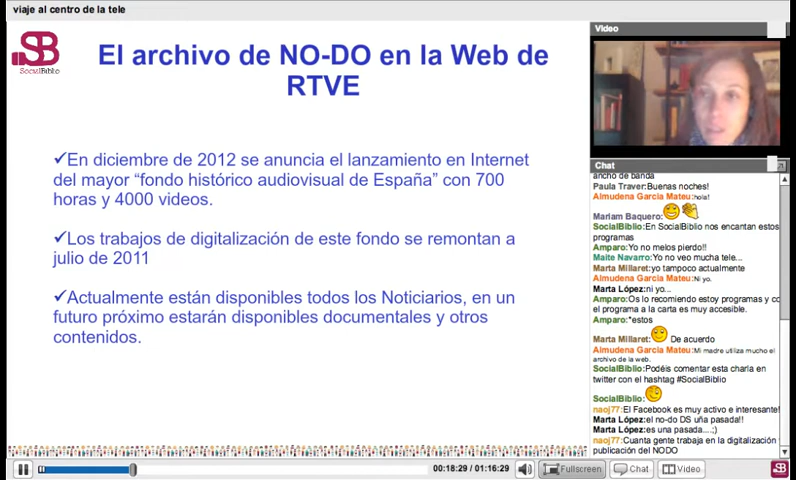 viaje al centro de la tele
SB
SocialBiblio
El archivo de NO-DO en la Web de
RTVE
✓En diciembre de 2012 se anuncia el lanzamiento en Internet
del mayor “fondo histórico audiovisual de España” con 700
horas y 4000 videos.
✓Los trabajos de digitalización de este fondo se remontan a
julio de 2011
✓Actualmente están disponibles todos los Noticiarios, en un
futuro próximo estarán disponibles documentales y otros
contenidos.
Video
Chat
ancho de banda
Paula Traver:Buenas noches!
Almudena Garcia Mateu:hola!
Mariam Baquero:
SocialBiblio:En SocialBiblio nos encantan estos
programas
Amparo:Yo no melos pierdo!!
Maite Navarro:Yo no veo mucha tele...
Marta Millaret:yo tampoco actualmente
Almudena Garcia Mateu:Ni yo.
Marta López:ni yo...
Amparo:Os lo recomiendo estoy programas y co
el programa a la carta es muy accesible.
Amparo:*estos
Marta Millaret: De acuerdo
Almudena Garcia Mateu:Mi madre utiliza mucho el
archivo de la web.
SocialBiblio:Podéis comentar esta charla en
twitter con el hashtag #SocialBiblio
SocialBiblio:
naoj77:El Facebook es muy activo e interesante!
Marta López:el no-do DS uña pasada!!
Marta López:es una pasada....:)
naoj77:Cuanta gente trabaja en la digitalización
publicación del NODO
00:18:29 / 01:16:29
Fullscreen
Chat
Video
SB